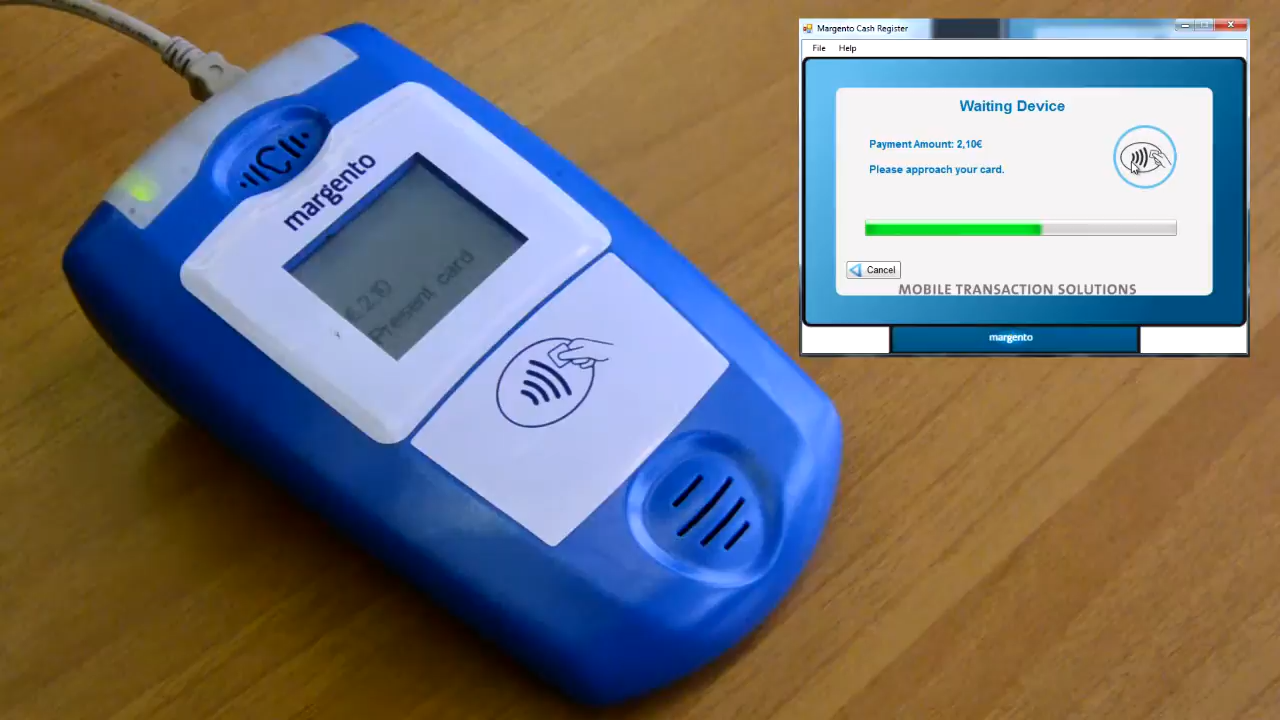 margento
€ 2.10
Present card
Margento Cash Register
File Help
Waiting Device
Payment Amount: 2,10€
Please approach your card.
Cancel
MOBILE TRANSACTION SOLUTIONS
margento